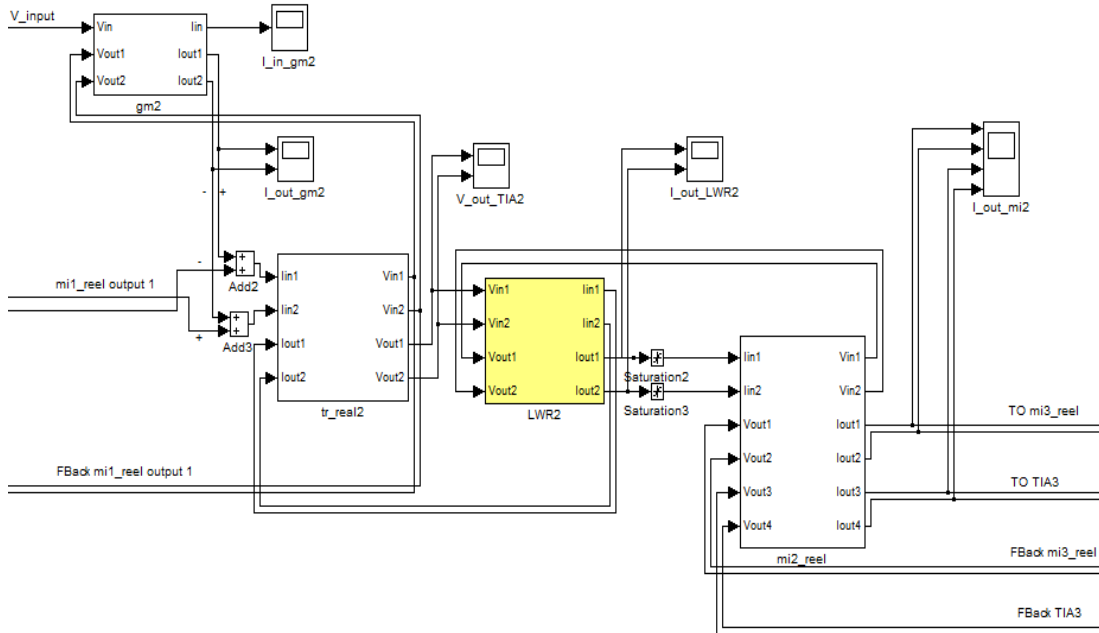 V_input
Vin
Vout1
Vout2
Iin
Iout1
Iout2
gm2
I_in_gm2
- +
I_out_gm2
V_out_TIA2
I_out_LWR2
I_out_mi2
-
+
+
Add2
mi1_reel output 1
+
+
+
Add3
Iin1
Iin2
Iout1
Iout2
Vin1
Vin2
Vout1
Vout2
tr_real2
Vin1
Vin2
Vout1
Vout2
Iin1
Iin2
Iout1
Iout2
LWR2
Saturation2
Saturation3
Iin1
Iin2
Vout1
Vout2
Vout3
Vout4
Vin1
Vin2
Iout1
Iout2
Iout3
Iout4
mi2_reel
TO mi3_reel
TO TIA3
FBack mi1_reel output 1
FBack mi3_reel
FBack TIA3